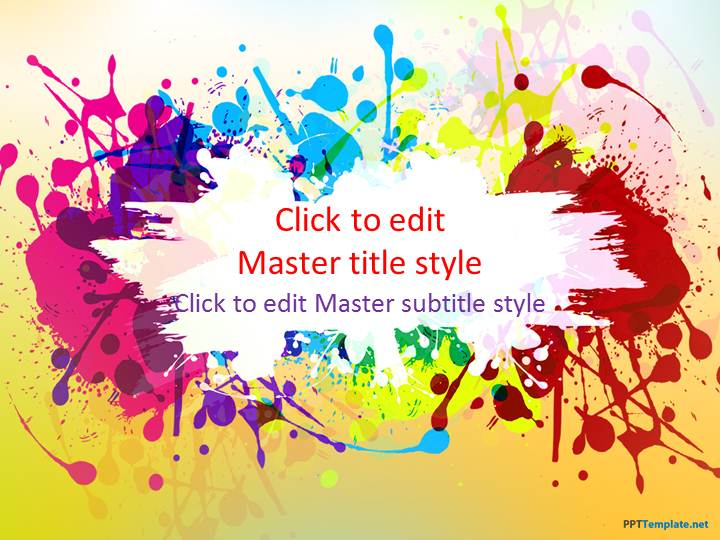 Click to edit
Master title style
Click to edit Master subtitle style
PPTTemplate.net